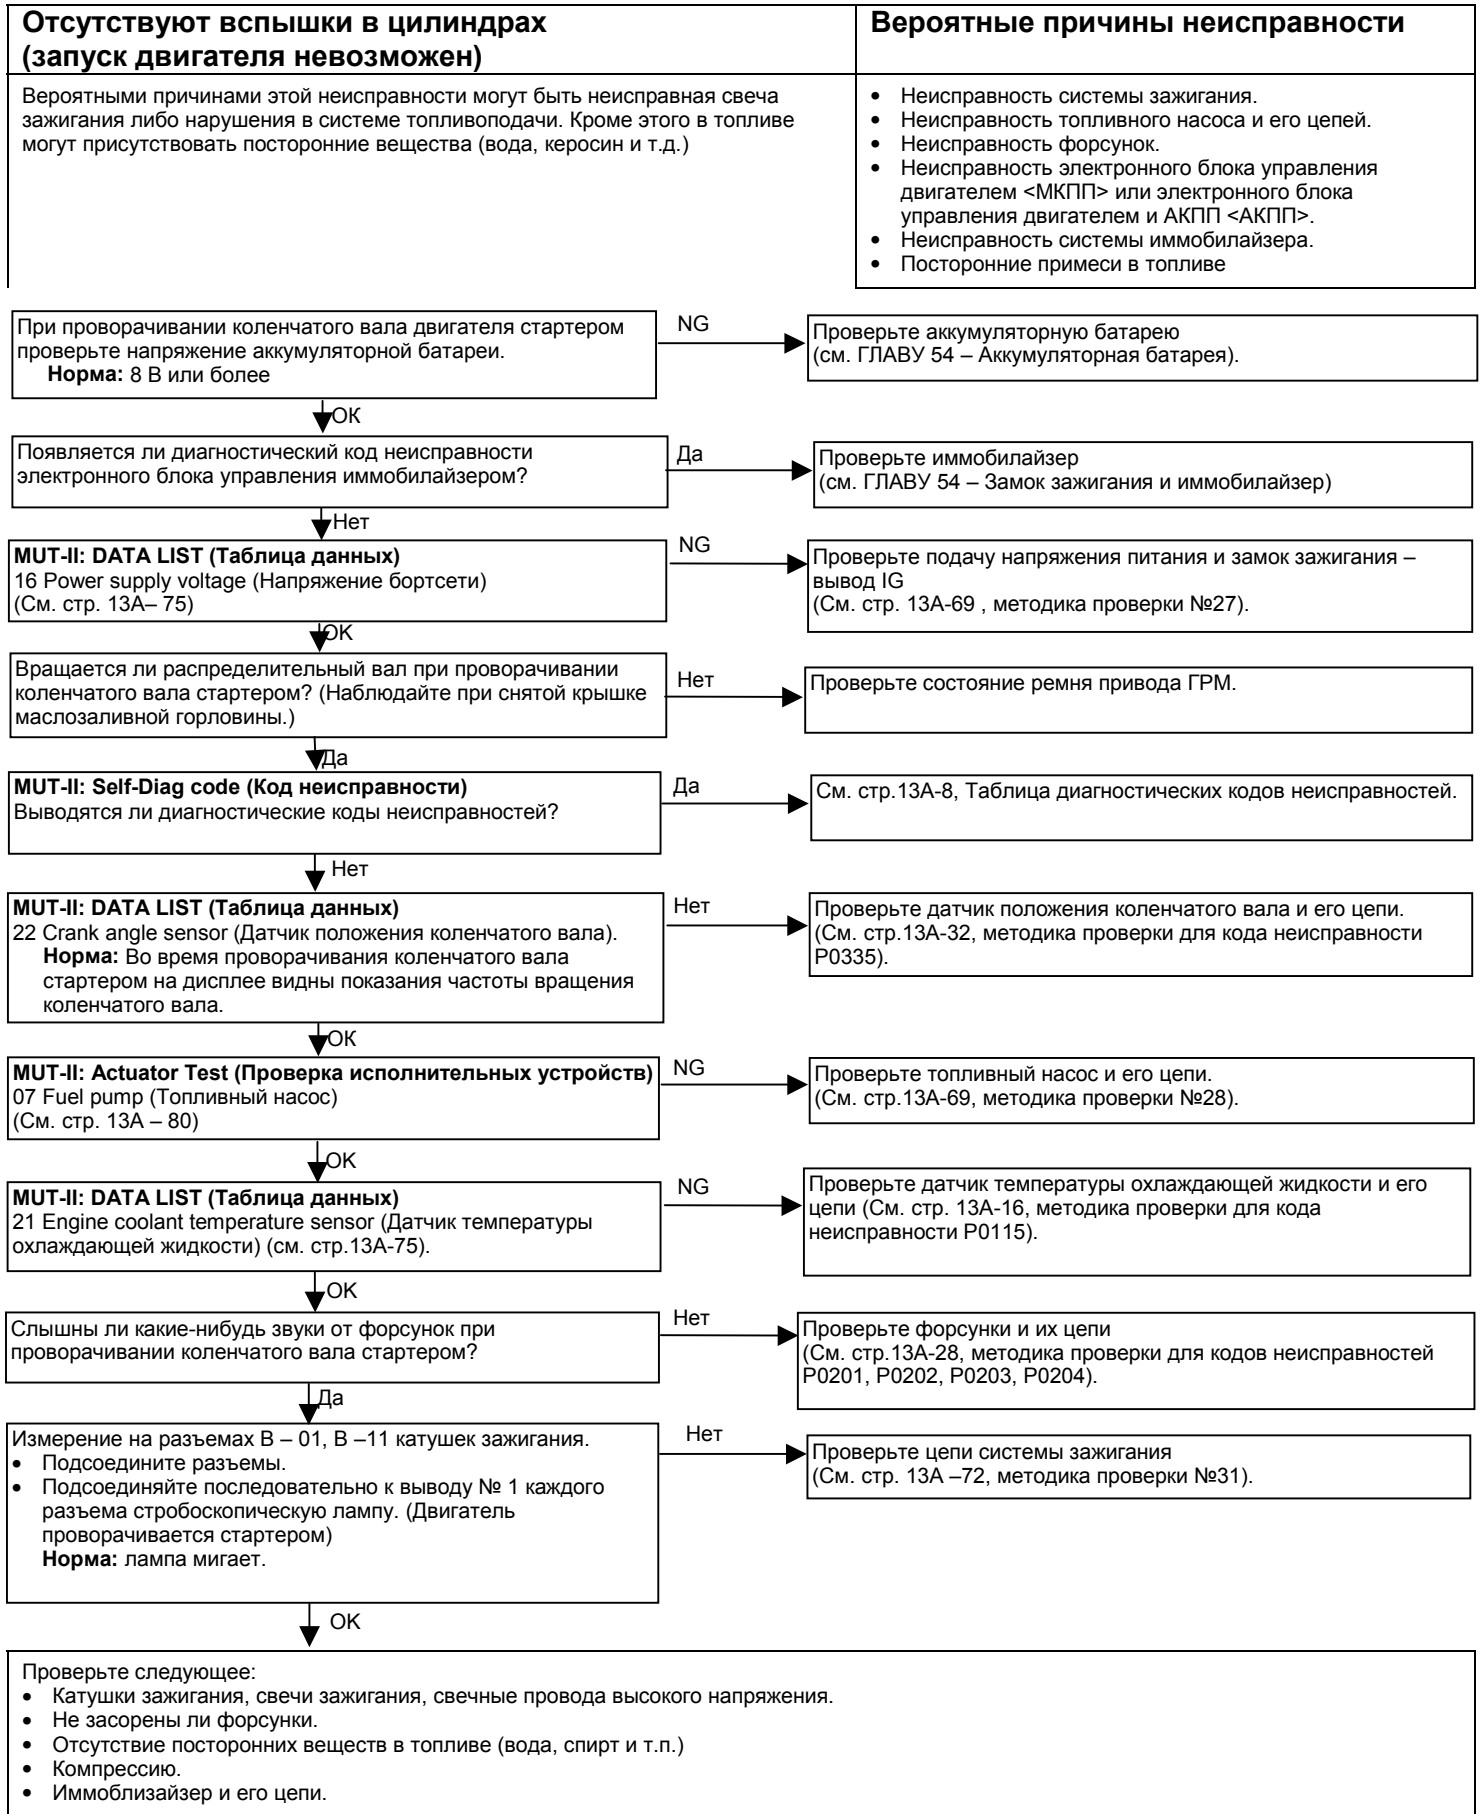 Отсутствуют вспышки в цилиндрах
(запуск двигателя невозможен)
Вероятные причины неисправности
Вероятными причинами этой неисправности могут быть неисправная свеча
зажигания либо нарушения в системе топливоподачи. Кроме этого в топливе
могут присутствовать посторонние вещества (вода, керосин и т.д.)
• Неисправность системы зажигания.
• Неисправность топливного насоса и его цепей.
• Неисправность форсунок.
• Неисправность электронного блока управления
двигателем <МКПП> или электронного блока
управления двигателем и АКПП <АКПП>.
• Неисправность системы иммобилайзера.
• Посторонние примеси в топливе
При проворачивании коленчатого вала двигателя стартером
проверьте напряжение аккумуляторной батареи.
Норма: 8 В или более
NG
Проверьте аккумуляторную батарею
(см. ГЛАВУ 54 – Аккумуляторная батарея).
ОК
Появляется ли диагностический код неисправности
электронного блока управления иммобилайзером?
Да
Проверьте иммобилайзер
(см. ГЛАВУ 54 – Замок зажигания и иммобилайзер)
Нет
MUT-II: DATA LIST (Таблица данных)
16 Power supply voltage (Напряжение бортсети)
(См. стр. 13А– 75)
NG
Проверьте подачу напряжения питания и замок зажигания –
вывод IG
(См. стр. 13А-69 , методика проверки №27).
OK
Вращается ли распределительный вал при проворачивании
коленчатого вала стартером? (Наблюдайте при снятой крышке
маслозаливной горловины.)
Нет
Проверьте состояние ремня привода ГРМ.
Да
MUT-II: Self-Diag code (Код неисправности)
Выводятся ли диагностические коды неисправностей?
Да
См. стр.13А-8, Таблица диагностических кодов неисправностей.
Нет
MUT-II: DATA LIST (Таблица данных)
22 Crank angle sensor (Датчик положения коленчатого вала).
Норма: Во время проворачивания коленчатого вала
стартером на дисплее видны показания частоты вращения
коленчатого вала.
Нет
Проверьте датчик положения коленчатого вала и его цепи.
(См. стр.13А-32, методика проверки для кода неисправности
P0335).
ОК
MUT-II: Actuator Test (Проверка исполнительных устройств)
07 Fuel pump (Топливный насос)
(См. стр. 13А – 80)
NG
Проверьте топливный насос и его цепи.
(См. стр.13А-69, методика проверки №28).
OK
MUT-II: DATA LIST (Таблица данных)
21 Engine coolant temperature sensor (Датчик температуры
охлаждающей жидкости) (см. стр.13А-75).
NG
Проверьте датчик температуры охлаждающей жидкости и его
цепи (См. стр. 13А-16, методика проверки для кода
неисправности P0115).
OK
Слышны ли какие-нибудь звуки от форсунок при
проворачивании коленчатого вала стартером?
Нет
Проверьте форсунки и их цепи
(См. стр.13А-28, методика проверки для кодов неисправностей
P0201, P0202, P0203, P0204).
Да
Измерение на разъемах В – 01, В –11 катушек зажигания.
• Подсоедините разъемы.
• Подсоединяйте последовательно к выводу № 1 каждого
разъема стробоскопическую лампу. (Двигатель
проворачивается стартером)
Норма: лампа мигает.
Нет
Проверьте цепи системы зажигания
(См. стр. 13А –72, методика проверки №31).
OK
Проверьте следующее:
• Катушки зажигания, свечи зажигания, свечные провода высокого напряжения.
• Не засорены ли форсунки.
• Отсутствие посторонних веществ в топливе (вода, спирт и т.п.)
• Компрессию.
• Иммоблизайзер и его цепи.